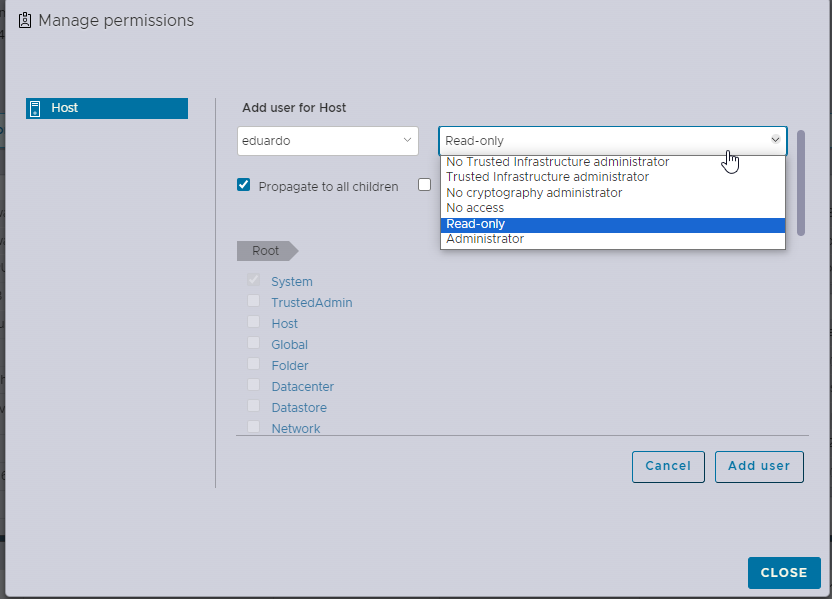 Manage permissions
Host
Add user for Host
eduardo
Read-only
No Trusted Infrastructure administrator
Trusted Infrastructure administrator
No cryptography administrator
No access
Read-only
Administrator
Propagate to all children
Root
System
TrustedAdmin
Host
Global
Folder
Datacenter
Datastore
Network
Cancel
Add user
CLOSE